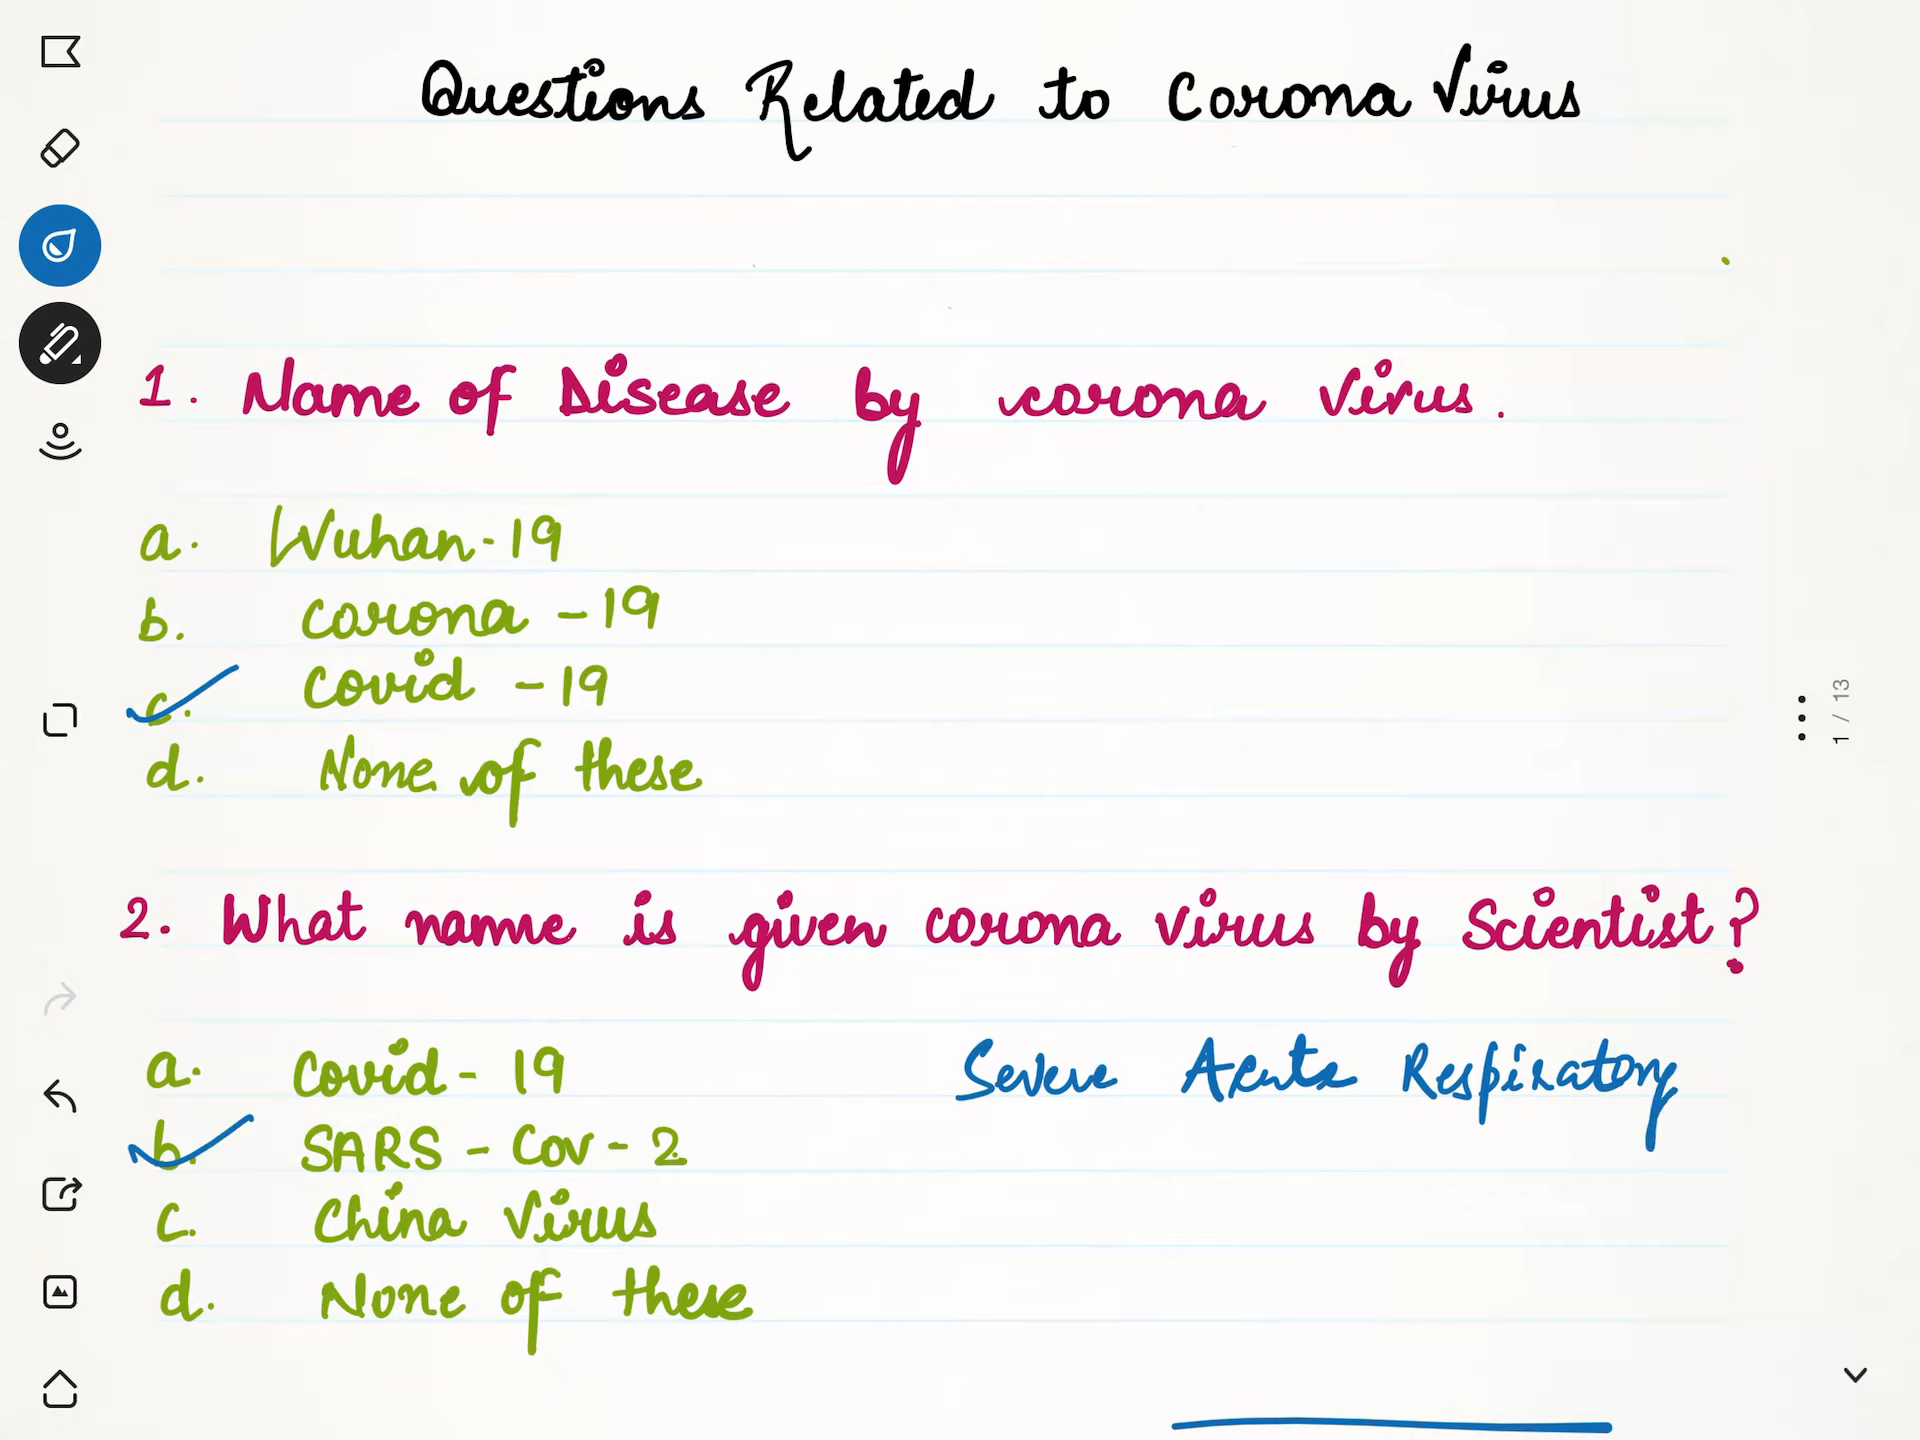 Questions Related to Corona Virus
1. Name of Disease by corona virus.
a. Wuhan-19
b. corona - 19
c. Covid - 19
d. None of these
1 / 13
2. What name is given corona virus by Scientist?
a. Covid - 19
Severe Acute Respiratory
b. SARS - Cov - 2
c. China Virus
d. None of these